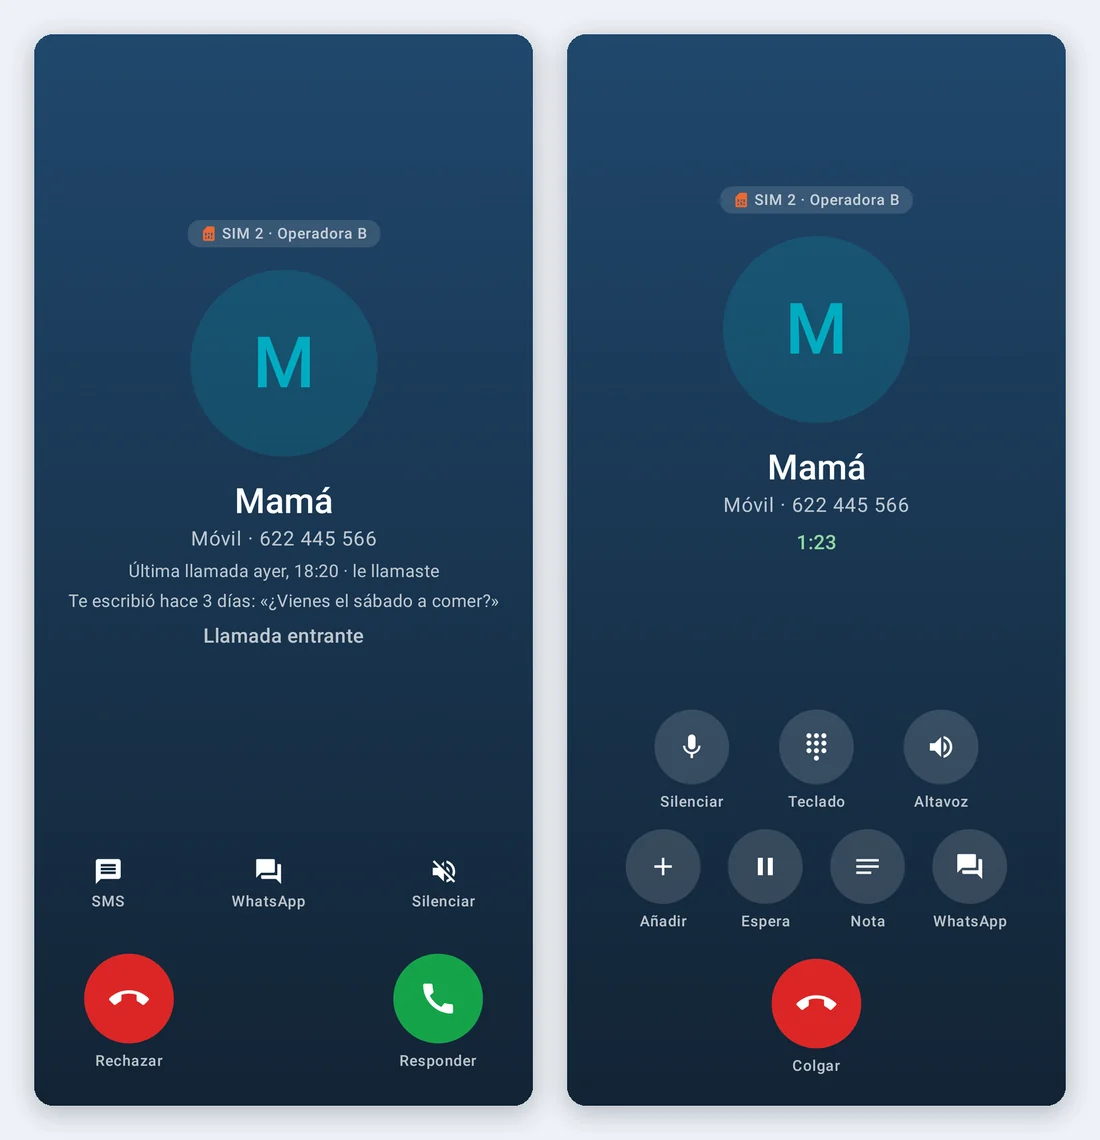 SIM 2 · Operadora B
M
Mamá
Móvil · 622 445 566
Última llamada ayer, 18:20 · le llamaste
Te escribió hace 3 días: «¿Vienes el sábado a comer?»
Llamada entrante
SMS
WhatsApp
Silenciar
Rechazar
Responder
SIM 2 · Operadora B
M
Mamá
Móvil · 622 445 566
1:23
Silenciar
Teclado
Altavoz
Añadir
Espera
Nota
WhatsApp
Colgar